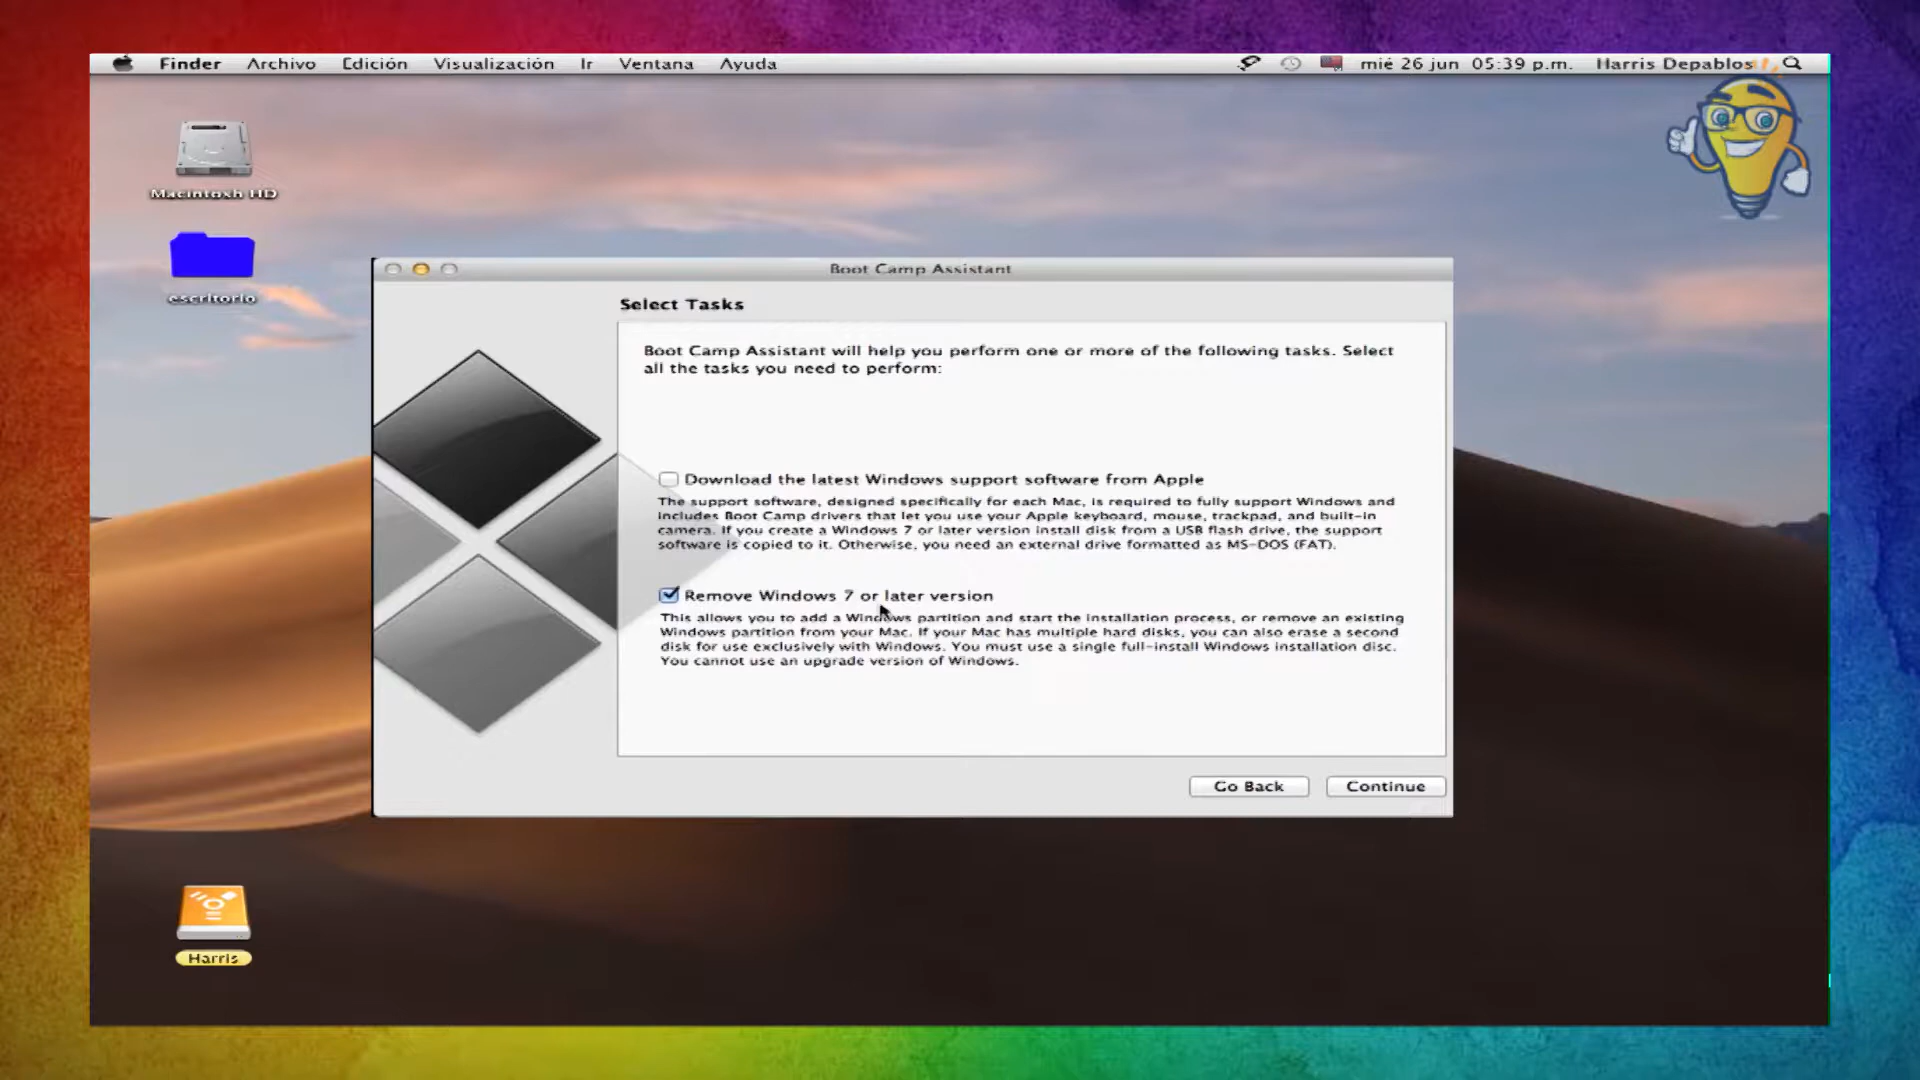 Finder Archivo Edición Visualización Ir Ventana Ayuda mié 26 jun 05:39 p.m. Harris Depablos
Macintosh HD
escritorio
Boot Camp Assistant
Select Tasks
Boot Camp Assistant will help you perform one or more of the following tasks. Select
all the tasks you need to perform:
Download the latest Windows support software from Apple
The support software, designed specifically for each Mac, is required to fully support Windows and
includes Boot Camp drivers that let you use your Apple keyboard, mouse, trackpad, and built-in
camera. If you create a Windows 7 or later version install disk from a USB flash drive, the support
software is copied to it. Otherwise, you need an external drive formatted as MS-DOS (FAT).
Remove Windows 7 or later version
This allows you to add a Windows partition and start the installation process, or remove an existing
Windows partition from your Mac. If your Mac has multiple hard disks, you can also erase a second
disk for use exclusively with Windows. You must use a single full-install Windows installation disc.
You cannot use an upgrade version of Windows.
Go Back Continue
Harris